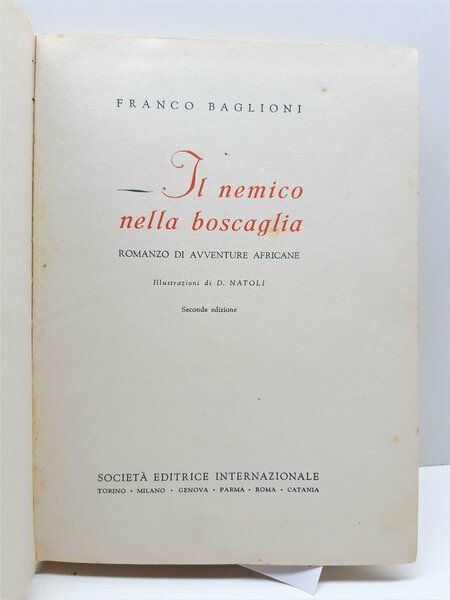 FRANCO BAGLIONI
Il nemico
nella boscaglia
ROMANZO DI AVVENTURE AFRICANE
Illustrazioni di D. NATOLI
Seconda edizione
SOCIETÀ EDITRICE INTERNAZIONALE
TORINO • MILANO • GENOVA • PARMA • ROMA • CATANIA